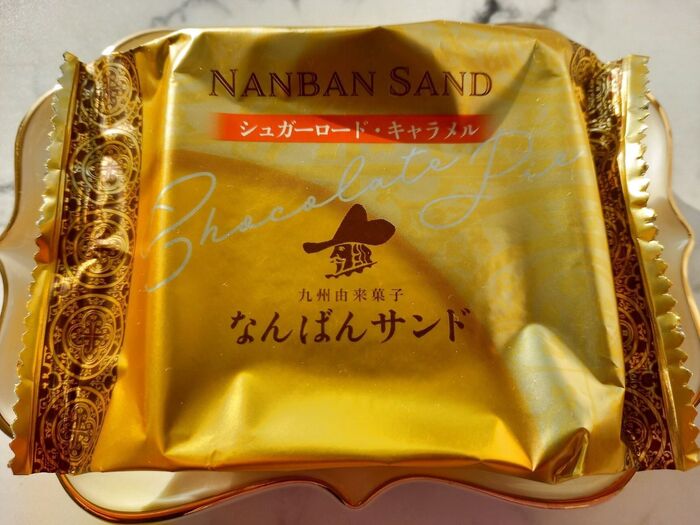 NANBAN SAND
シュガーロード・キャラメル
Chocolate Pie
九州由来菓子
なんばんサンド